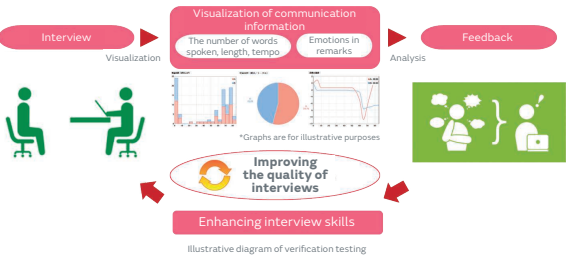 Interview
Visualization
Visualization of communication
information
The number of words
spoken, length, tempo
Emotions in
remarks
Analysis
Feedback
*Graphs are for illustrative purposes
Improving
the quality of
interviews
Enhancing interview skills
Illustrative diagram of verification testing